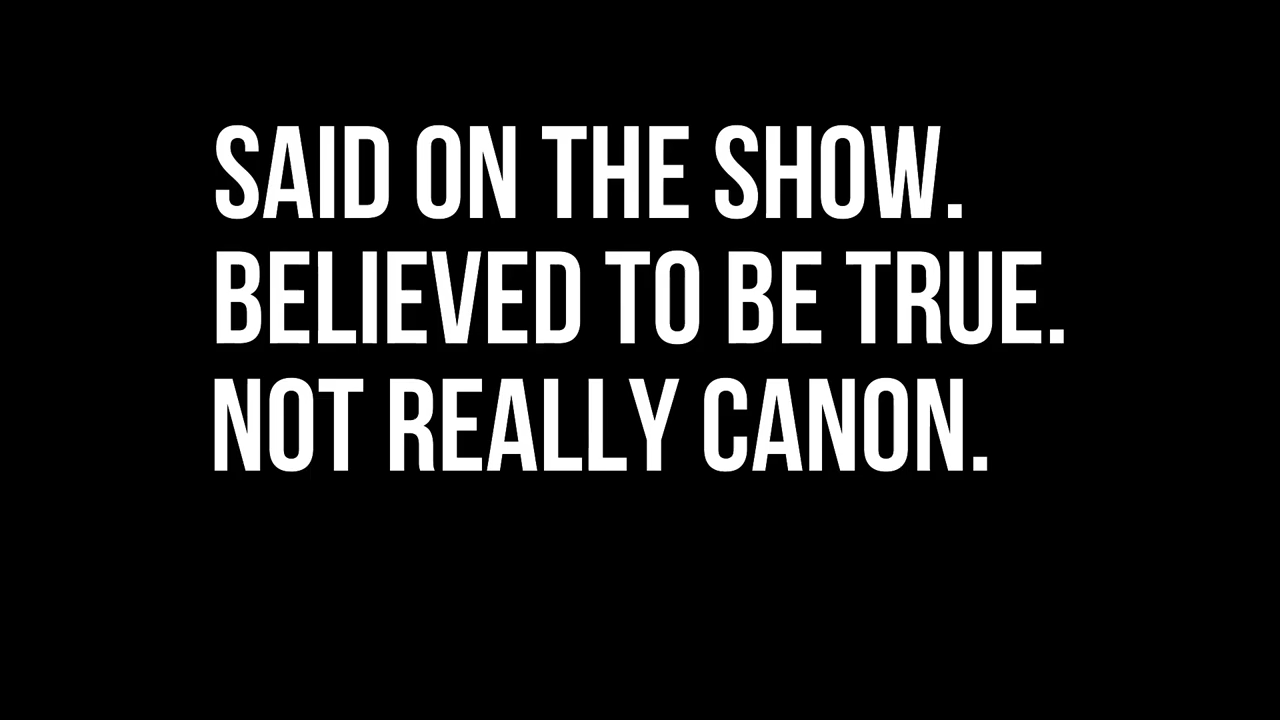 SAID ON THE SHOW.
BELIEVED TO BE TRUE.
NOT REALLY CANON.